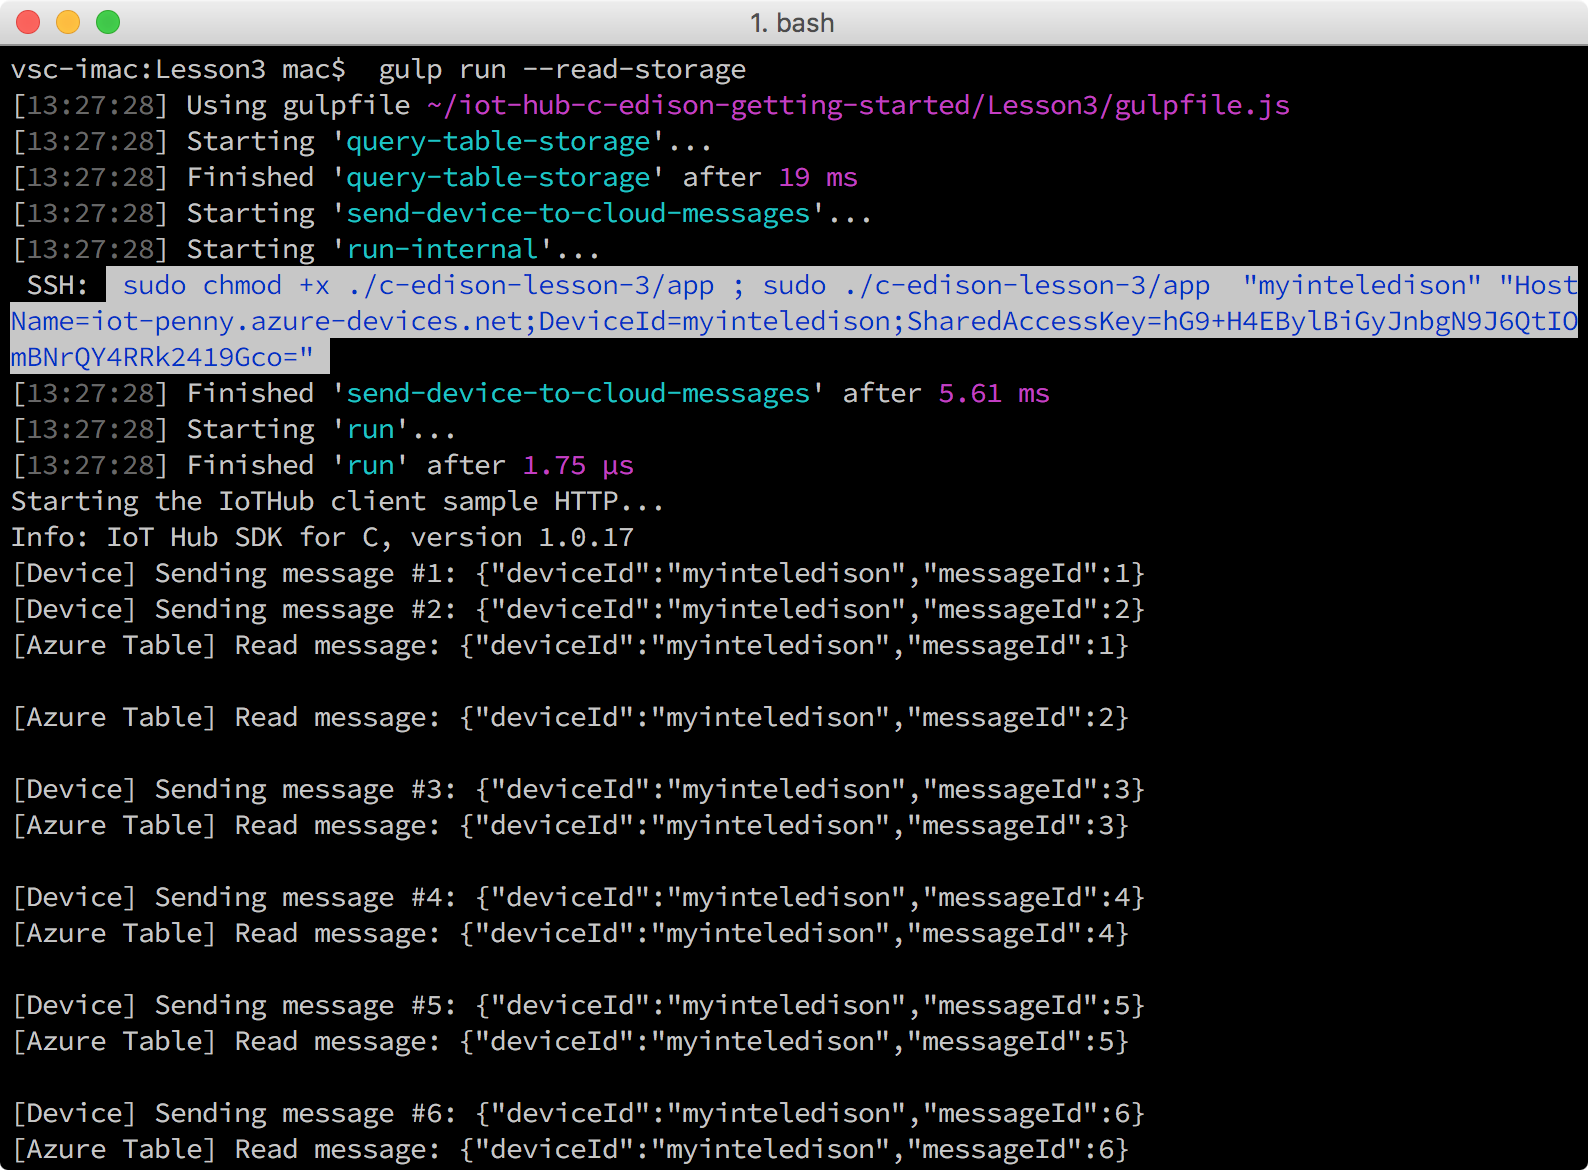 1. bash
vsc-imac:Lesson3 mac$  gulp run --read-storage
[13:27:28] Using gulpfile ~/iot-hub-c-edison-getting-started/Lesson3/gulpfile.js
[13:27:28] Starting 'query-table-storage'...
[13:27:28] Finished 'query-table-storage' after 19 ms
[13:27:28] Starting 'send-device-to-cloud-messages'...
[13:27:28] Starting 'run-internal'...
 SSH:  sudo chmod +x ./c-edison-lesson-3/app ; sudo ./c-edison-lesson-3/app  "myinteledison" "Host
Name=iot-penny.azure-devices.net;DeviceId=myinteledison;SharedAccessKey=hG9+H4EBylBiGyJnbgN9J6QtIO
mBNrQY4RRk2419Gco="
[13:27:28] Finished 'send-device-to-cloud-messages' after 5.61 ms
[13:27:28] Starting 'run'...
[13:27:28] Finished 'run' after 1.75 μs
Starting the IoTHub client sample HTTP...
Info: IoT Hub SDK for C, version 1.0.17
[Device] Sending message #1: {"deviceId":"myinteledison","messageId":1}
[Device] Sending message #2: {"deviceId":"myinteledison","messageId":2}
[Azure Table] Read message: {"deviceId":"myinteledison","messageId":1}
[Azure Table] Read message: {"deviceId":"myinteledison","messageId":2}
[Device] Sending message #3: {"deviceId":"myinteledison","messageId":3}
[Azure Table] Read message: {"deviceId":"myinteledison","messageId":3}
[Device] Sending message #4: {"deviceId":"myinteledison","messageId":4}
[Azure Table] Read message: {"deviceId":"myinteledison","messageId":4}
[Device] Sending message #5: {"deviceId":"myinteledison","messageId":5}
[Azure Table] Read message: {"deviceId":"myinteledison","messageId":5}
[Device] Sending message #6: {"deviceId":"myinteledison","messageId":6}
[Azure Table] Read message: {"deviceId":"myinteledison","messageId":6}